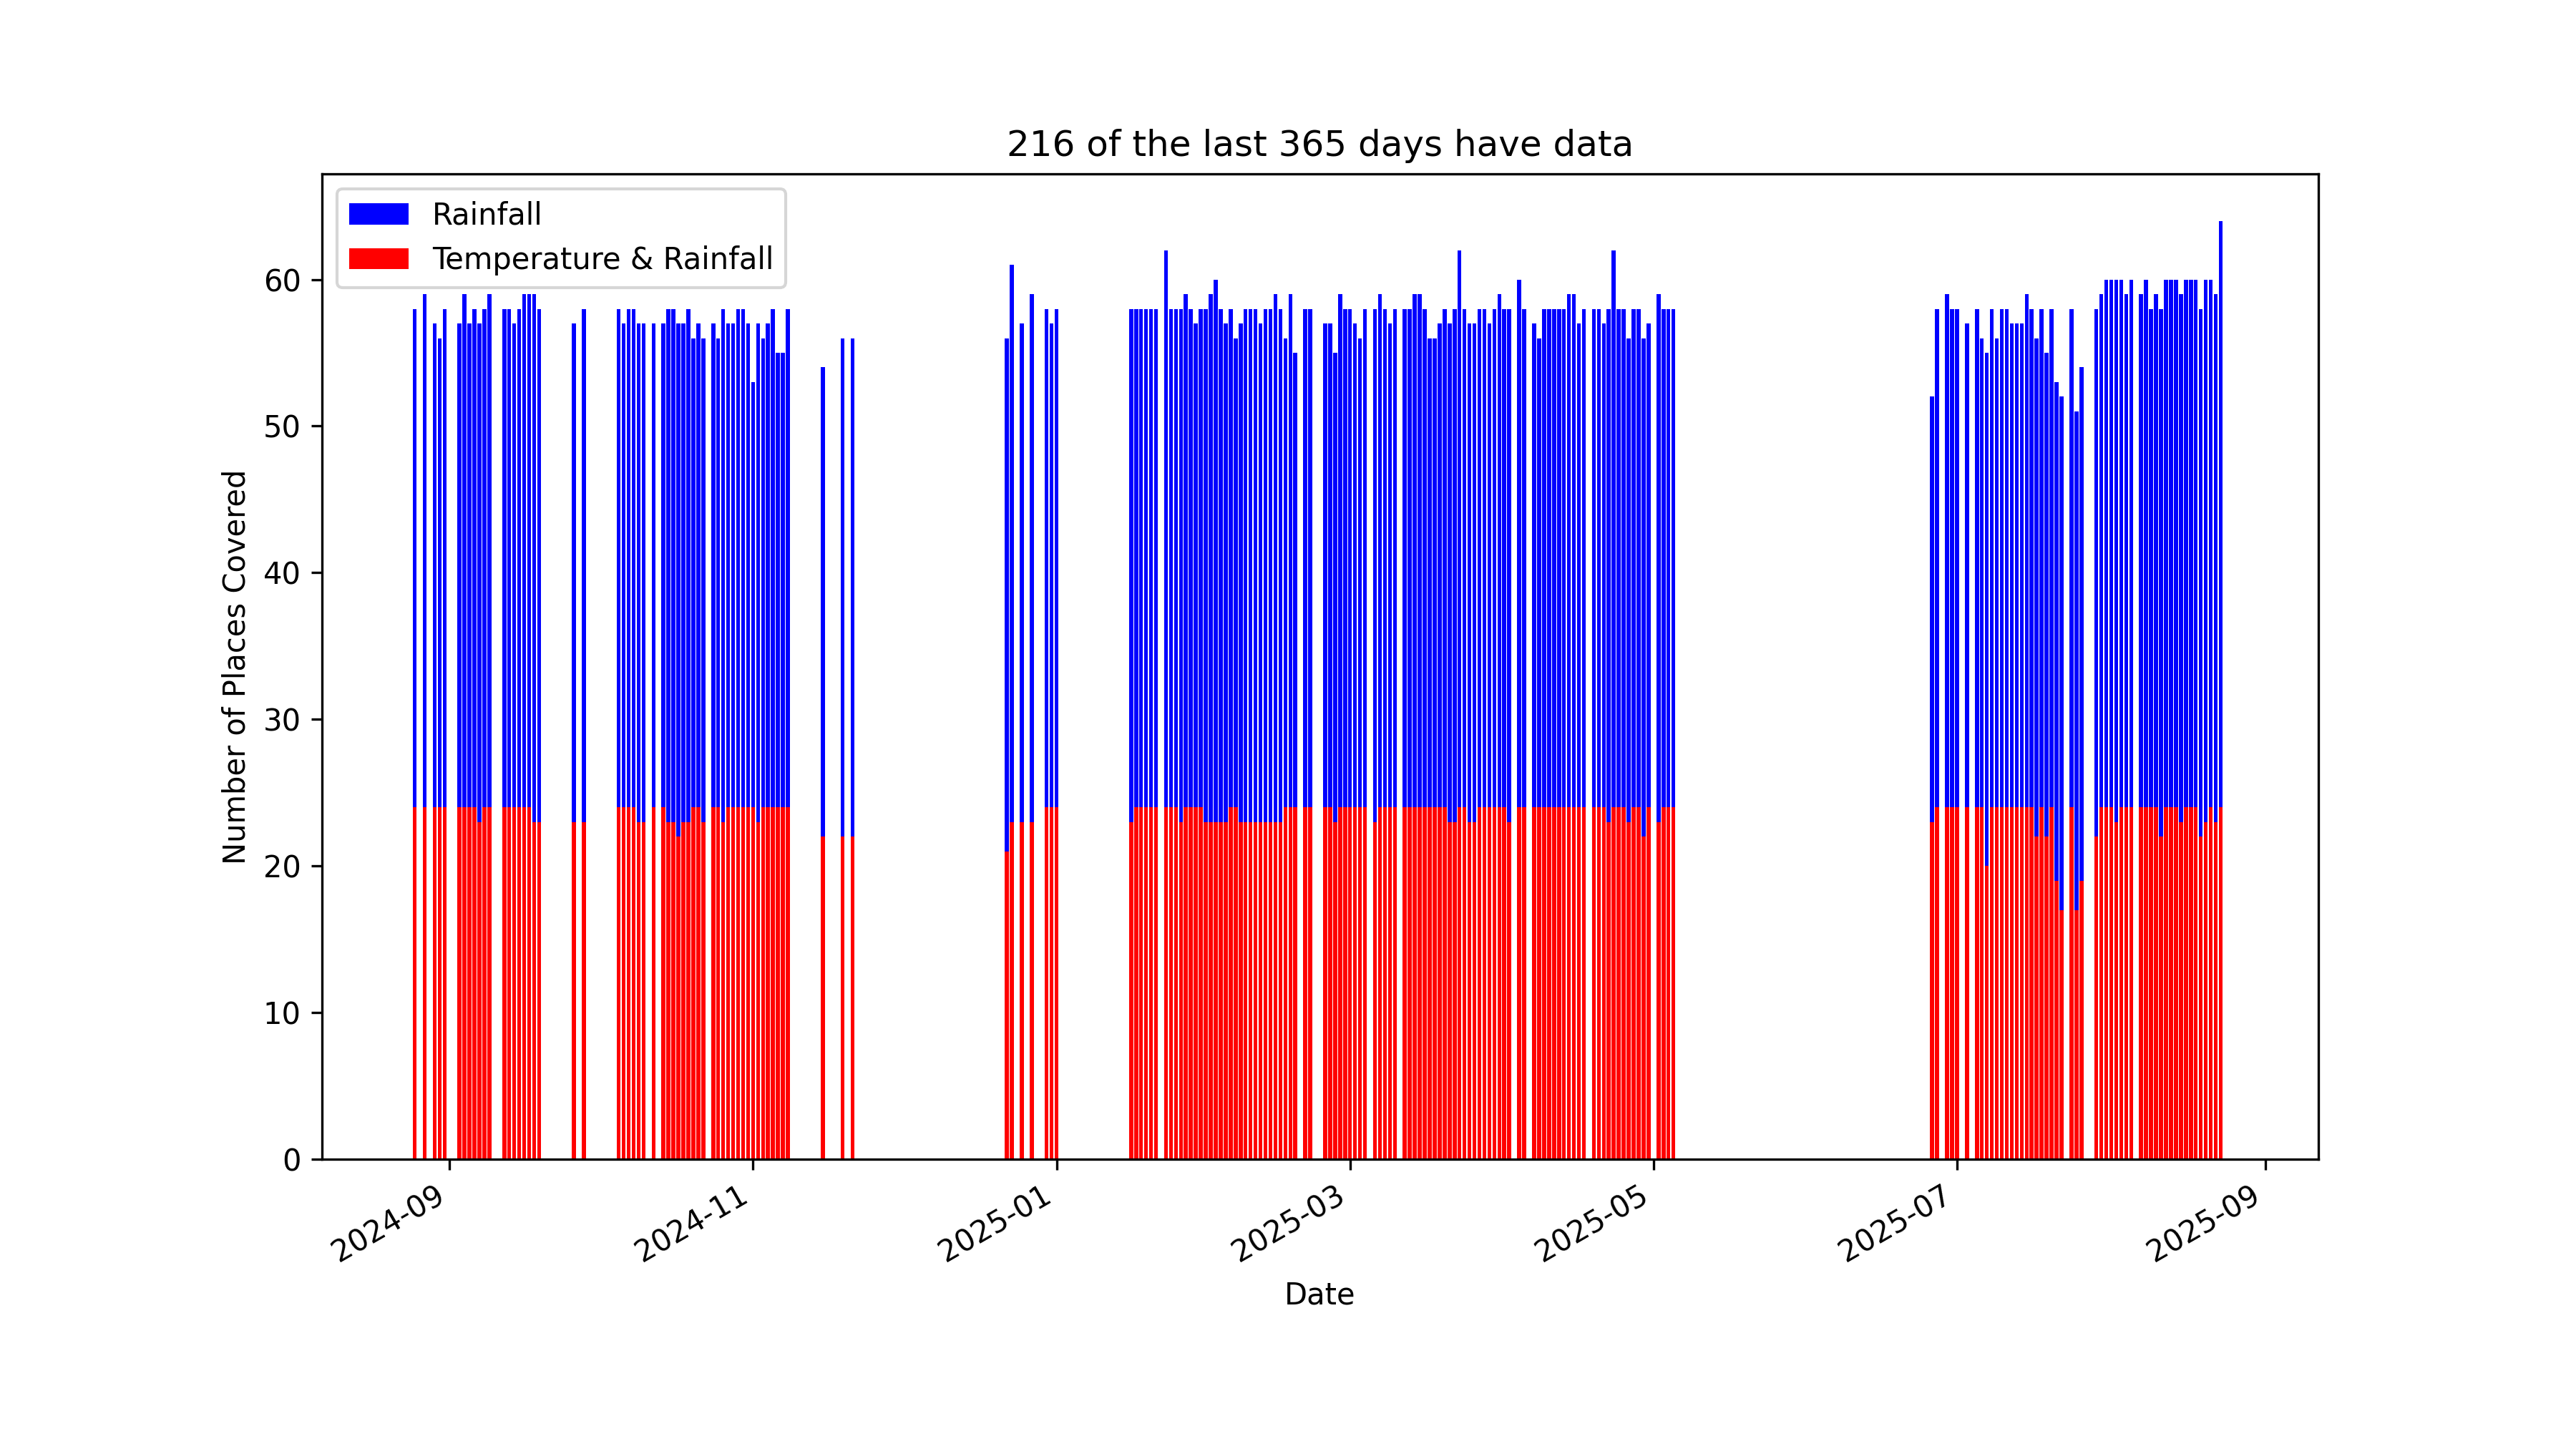 216 of the last 365 days have data
Rainfall
Temperature & Rainfall
Number of Places Covered
60
50
40
30
20
10
0
2024-09
2024-11
2025-01
2025-03
2025-05
2025-07
2025-09
Date